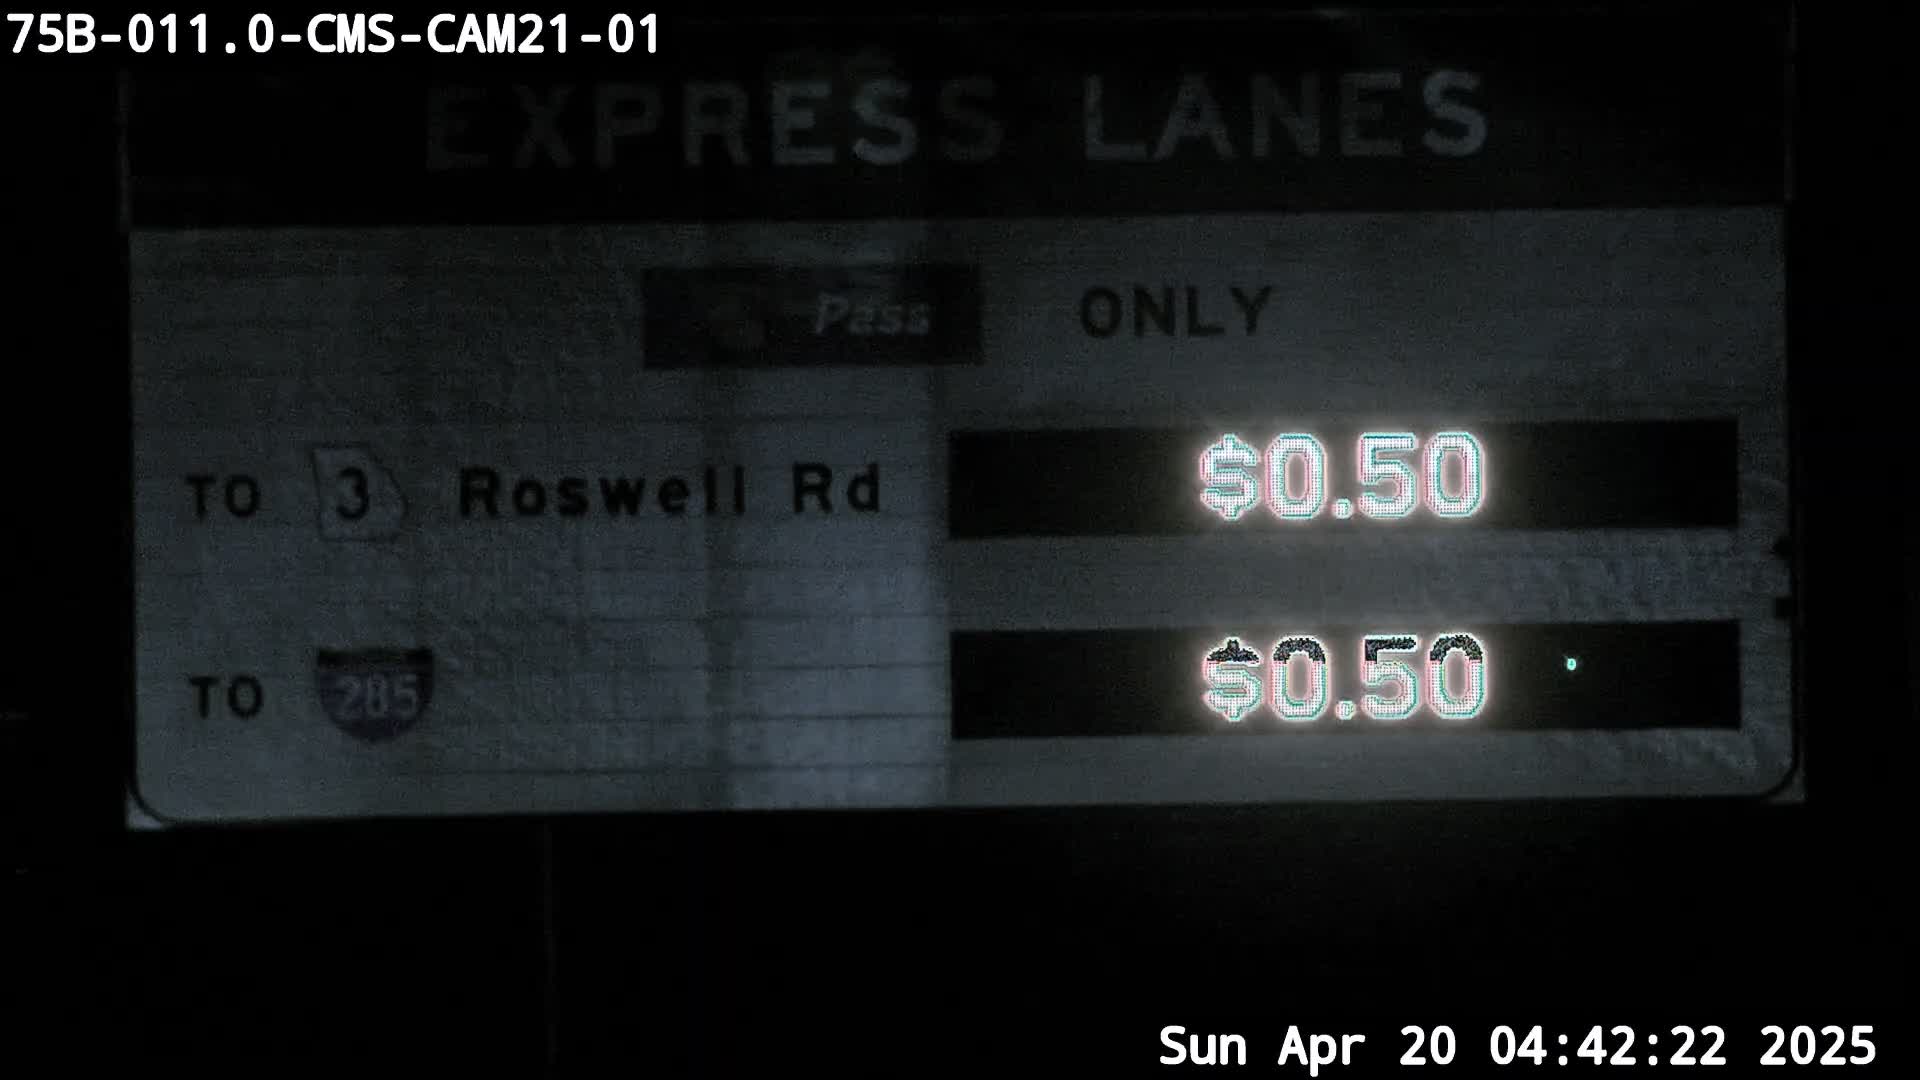 75B-011.0-CMS-CAM21-01
EXPRESS LANES
Pass ONLY
TO 3 Roswell Rd $0.50
TO 285 $0.50
Sun Apr 20 04:42:22 2025